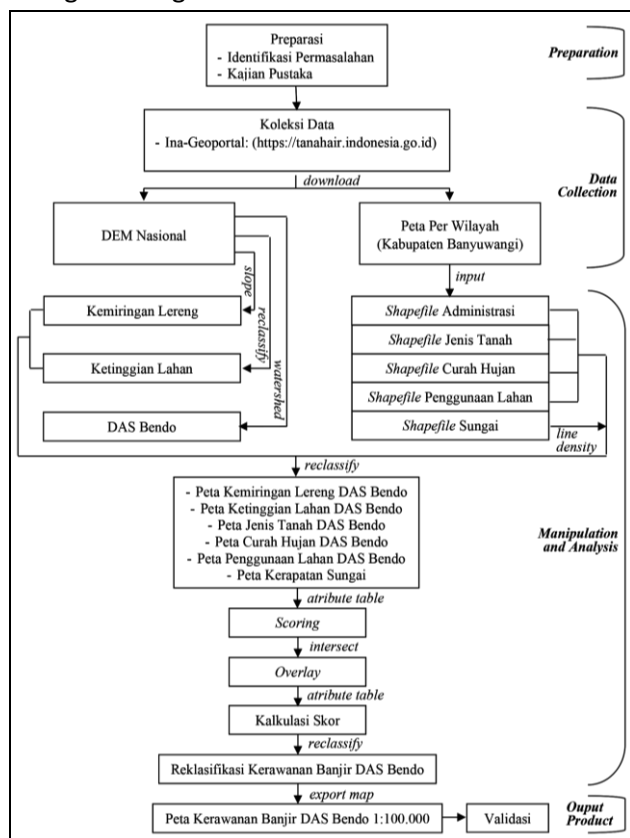 Preparasi
- Identifikasi Permasalahan
- Kajian Pustaka
Preparation
Koleksi Data
- Ina-Geoportal: (https://tanahair.indonesia.go.id)
download
Data
Collection
DEM Nasional
Peta Per Wilayah
(Kabupaten Banyuwangi)
slope
reclassify
watershed
input
Kemiringan Lereng
Ketinggian Lahan
DAS Bendo
Shapefile Administrasi
Shapefile Jenis Tanah
Shapefile Curah Hujan
Shapefile Penggunaan Lahan
Shapefile Sungai
line
density
reclassify
- Peta Kemiringan Lereng DAS Bendo
- Peta Ketinggian Lahan DAS Bendo
- Peta Jenis Tanah DAS Bendo
- Peta Curah Hujan DAS Bendo
- Peta Penggunaan Lahan DAS Bendo
- Peta Kerapatan Sungai
Manipulation
and Analysis
atribute table
Scoring
intersect
Overlay
atribute table
Kalkulasi Skor
reclassify
Reklasifikasi Kerawanan Banjir DAS Bendo
export map
Peta Kerawanan Banjir DAS Bendo 1:100.000
Validasi
Ouput
Product